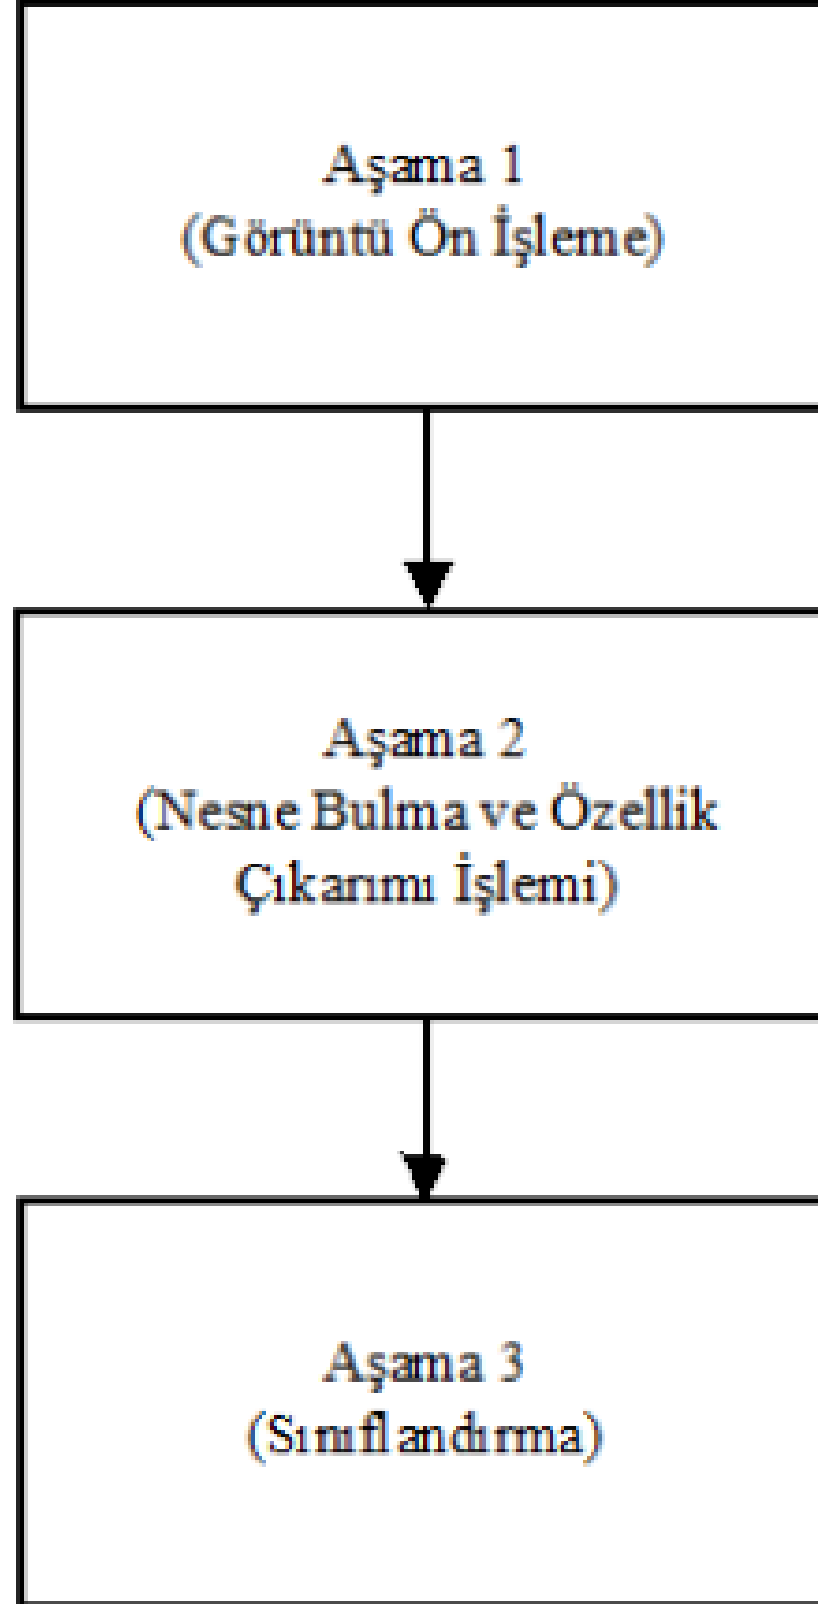 Aşama 1
(Görüntü Ön İşleme)
Aşama 2
(Nesne Bulma ve Özellik
Çıkarımı İşlemi)
Aşama 3
(Sınıflandırma)